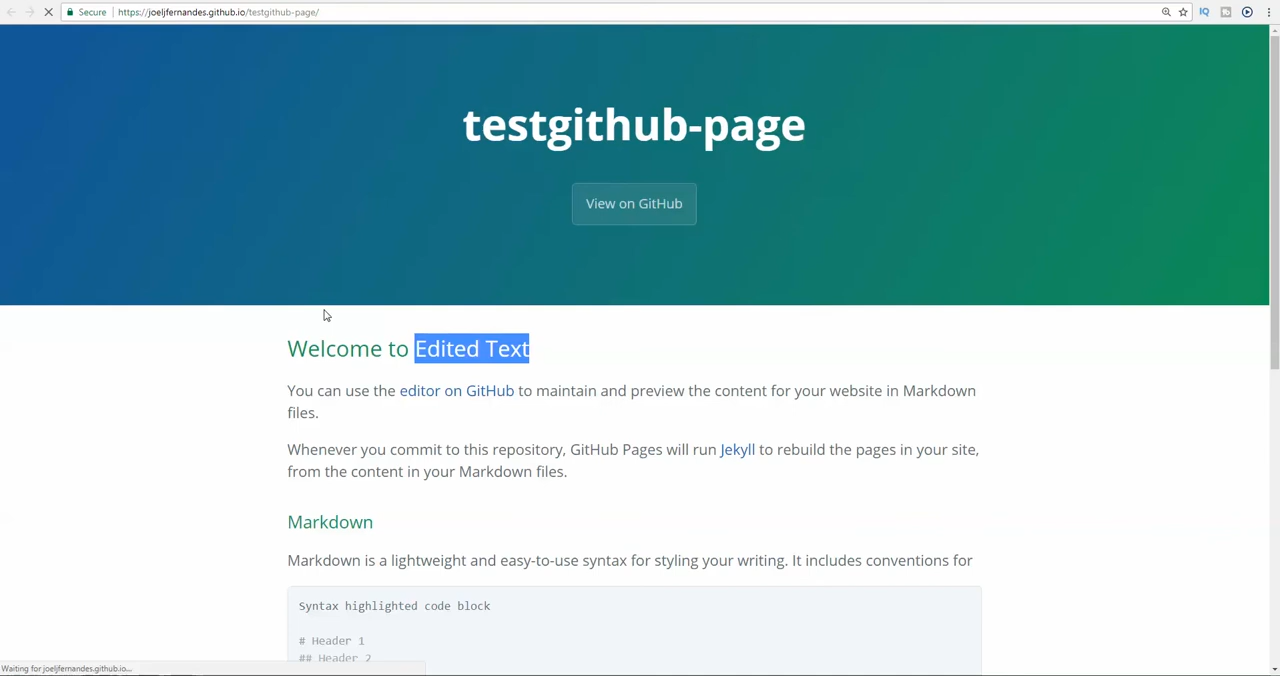 Secure
https://joeljfernandes.github.io/testgithub-page/
IQ
testgithub-page
View on GitHub
Welcome to Edited Text
You can use the editor on GitHub to maintain and preview the content for your website in Markdown
files.
Whenever you commit to this repository, GitHub Pages will run Jekyll to rebuild the pages in your site,
from the content in your Markdown files.
Markdown
Markdown is a lightweight and easy-to-use syntax for styling your writing. It includes conventions for
Syntax highlighted code block
# Header 1
## Header 2
Waiting for joeljfernandes.github.io...